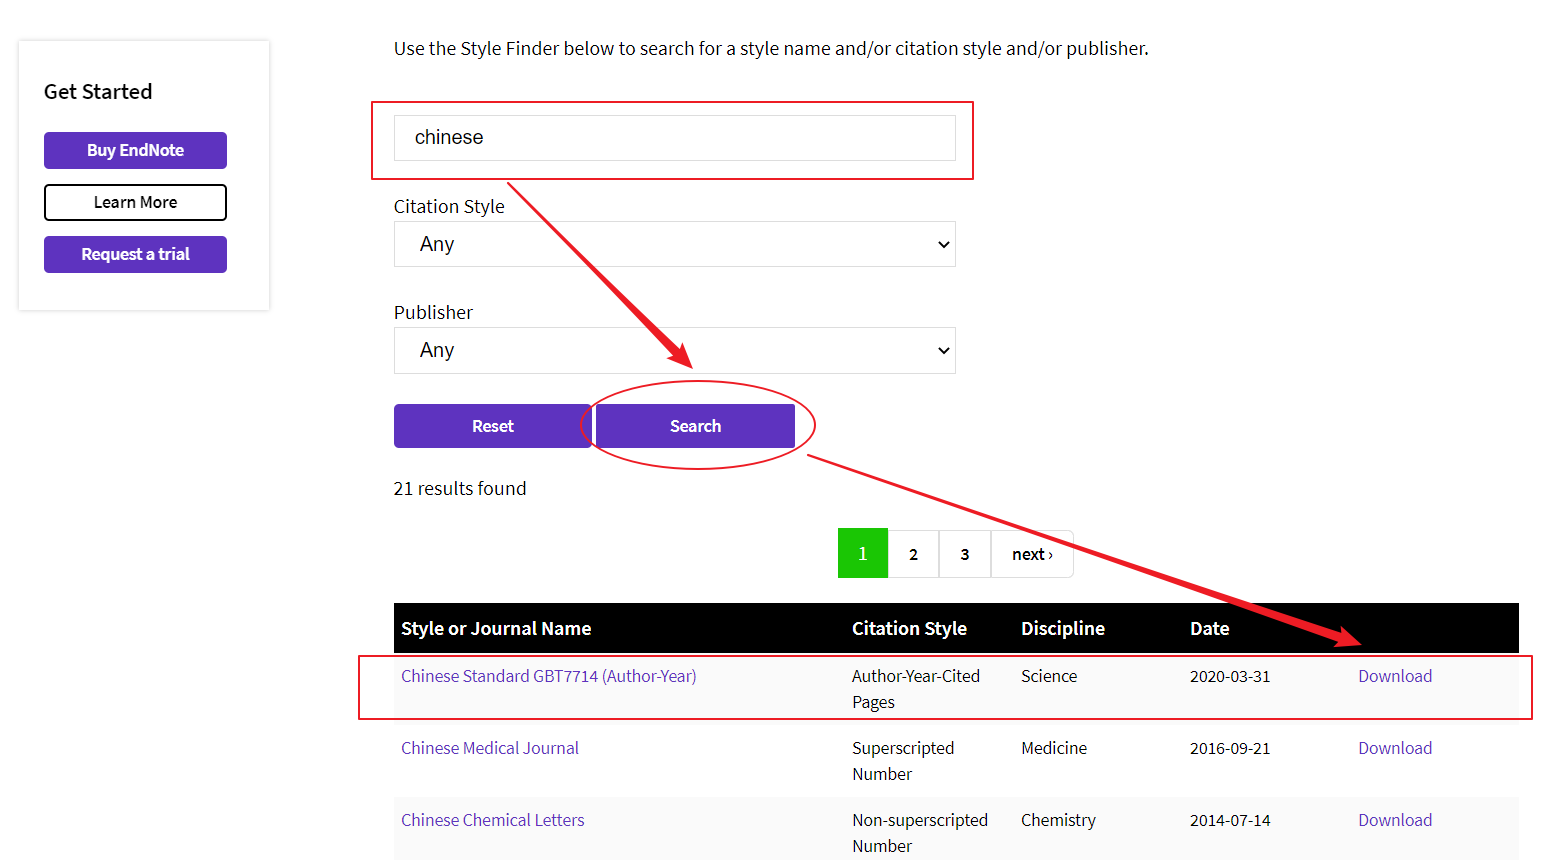 Use the Style Finder below to search for a style name and/or citation style and/or publisher.
Get Started
Buy EndNote
Learn More
Request a trial
chinese
Citation Style
Any
Publisher
Any
Reset Search
21 results found
1 2 3 next ›
Style or Journal Name Citation Style Discipline Date
Chinese Standard GBT7714 (Author-Year) Author-Year-Cited Science 2020-03-31 Download
Pages
Chinese Medical Journal Superscripted Medicine 2016-09-21 Download
Number
Chinese Chemical Letters Non-superscripted Chemistry 2014-07-14 Download
Number